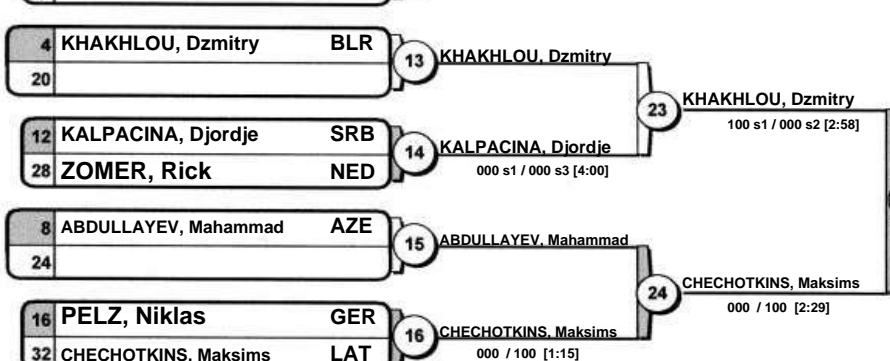 4 KHAKHLOU, Dzmitry BLR
20
13 KHAKHLOU, Dzmitry
23 KHAKHLOU, Dzmitry
100 s1 / 000 s2 [2:58]
12 KALPACINA, Djordje SRB
28 ZOMER, Rick NED
14 KALPACINA, Djordje
000 s1 / 000 s3 [4:00]
8 ABDULLAYEV, Mahammad AZE
24
15 ABDULLAYEV, Mahammad
24 CHECHOTKINS, Maksims
000 / 100 [2:29]
16 PELZ, Niklas GER
32 CHECHOTKINS, Maksims LAT
16 CHECHOTKINS, Maksims
000 / 100 [1:15]